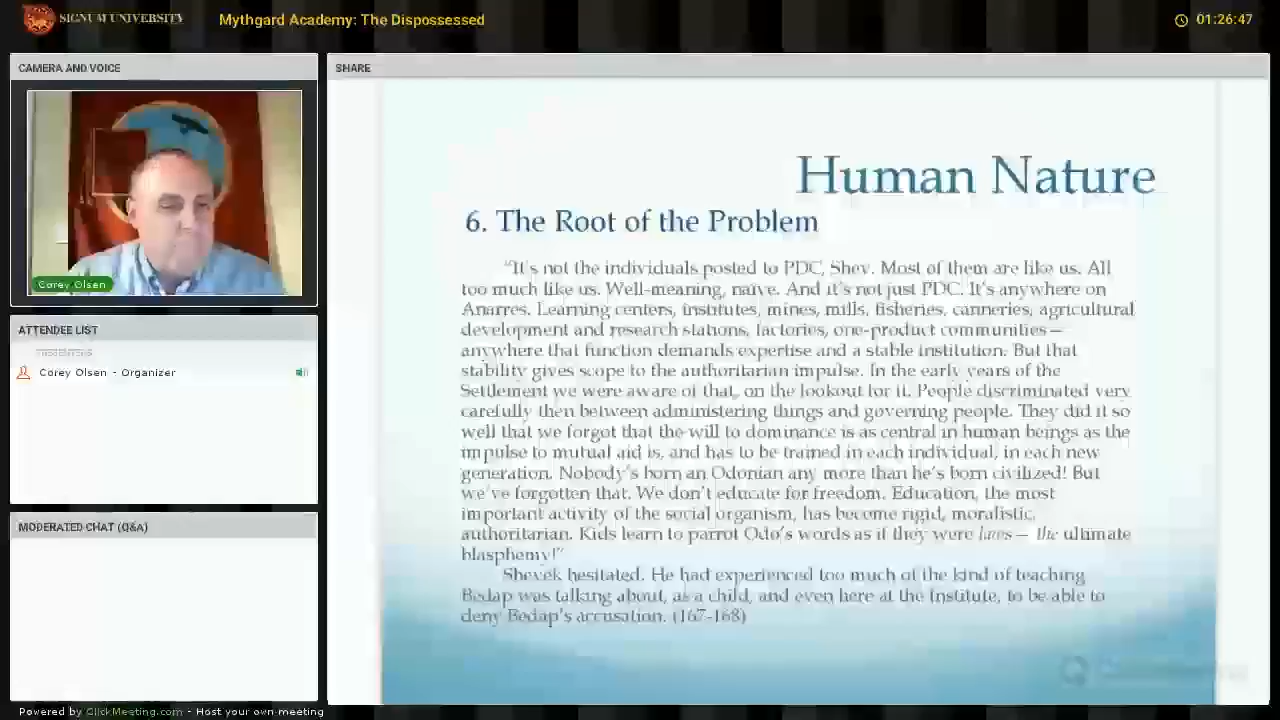 SIGNUM UNIVERSITY
Mythgard Academy: The Dispossessed
01:26:47
CAMERA AND VOICE
SHARE
Corey Olsen
ATTENDEE LIST
Corey Olsen - Organizer
MODERATED CHAT (Q&A)
Human Nature
6. The Root of the Problem
"It's not the individuals posted to PDC, Shev. Most of them are like us. All
too much like us. Well-meaning, naïve. And it's not just PDC. It's anywhere on
Anarres. Learning centers, institutes, mines, mills, fisheries, canneries, agricultural
development and research stations, factories, one-product communities—
anywhere that function demands expertise and a stable institution. But that
stability gives scope to the authoritarian impulse. In the early years of the
Settlement we were aware of that, on the lookout for it. People discriminated very
carefully then between administering things and governing people. They did it so
well that we forgot that the will to dominance is as central in human beings as the
impulse to mutual aid is, and has to be trained in each individual, in each new
generation. Nobody's born an Odonian any more than he's born civilized! But
we've forgotten that. We don't educate for freedom. Education, the most
important activity of the social organism, has become rigid, moralistic,
authoritarian. Kids learn to parrot Odo's words as if they were laws— the ultimate
blasphemy!"
Shevek hesitated. He had experienced too much of the kind of teaching
Bedap was talking about, as a child, and even here at the Institute, to be able to
deny Bedap's accusation. (167-168)
Powered by ClickMeeting.com - Host your own meeting